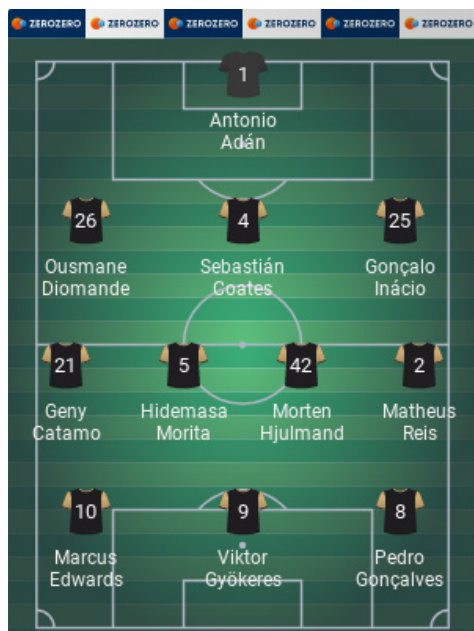 ZEROZERO ZEROZERO ZEROZERO ZEROZERO ZEROZERO ZEROZERO
1
Antonio
Adán
26 4 25
Ousmane Sebastián Gonçalo
Diomande Coates Inácio
21 5 42 2
Geny Hidemasa Morten Matheus
Catamo Morita Hjulmand Reis
10 9 8
Marcus Viktor Pedro
Edwards Gyökeres Gonçalves